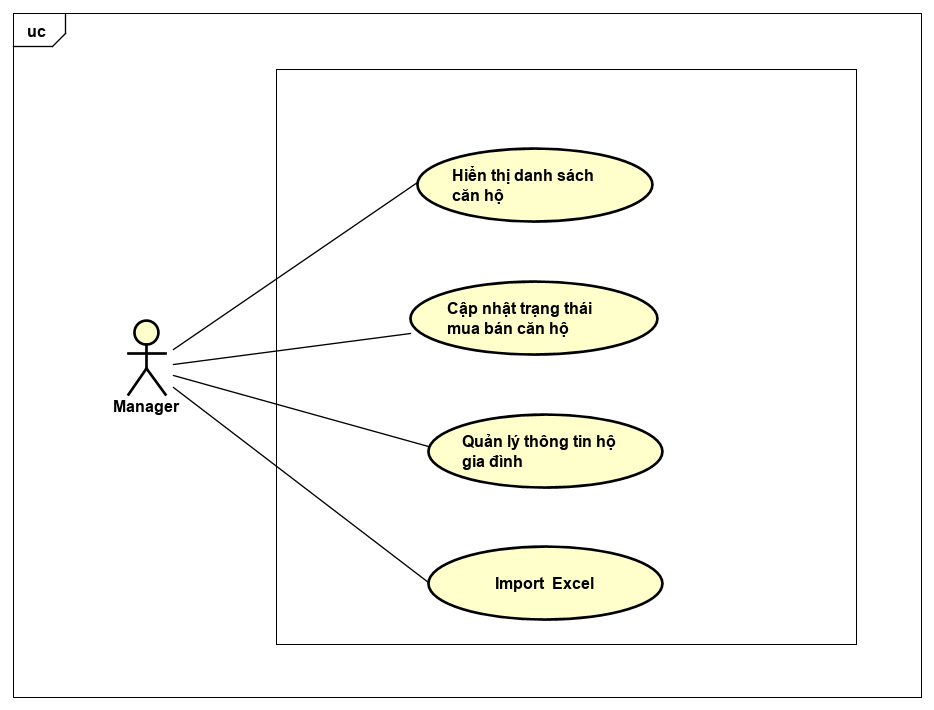 uc
Hiển thị danh sách
căn hộ
Cập nhật trạng thái
mua bán căn hộ
Manager
Quản lý thông tin hộ
gia đình
Import  Excel